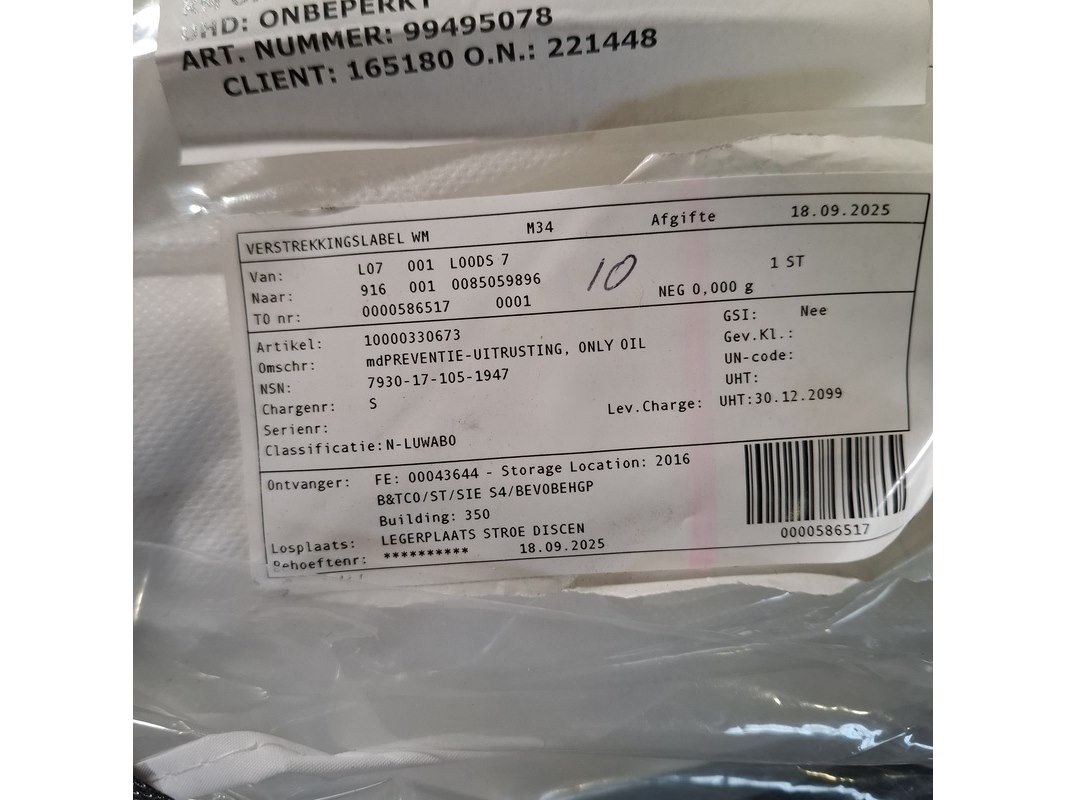 UHD: ONBEPERKT
ART. NUMMER: 99495078
CLIENT: 165180 O.N.: 221448
VERSTREKKINGSLABEL WM M34 Afgifte 18.09.2025
Van: L07 001 LOODS 7 1 ST
Naar: 916 001 0085059896 10 NEG 0,000 g
TO nr: 0000586517 0001
Artikel: 10000330673 GSI: Nee
Omschr: mdPREVENTIE-UITRUSTING, ONLY OIL Gev.Kl.:
NSN: 7930-17-105-1947 UN-code:
Chargenr: S UHT:
Serienr: Lev.Charge: UHT:30.12.2099
Classificatie:N-LUWABO
Ontvanger: FE: 00043644 - Storage Location: 2016
B&TCO/ST/SIE S4/BEVOBEHGP
Building: 350
Losplaats: LEGERPLAATS STROE DISCEN
Behoeftenr: ********** 18.09.2025
0000586517